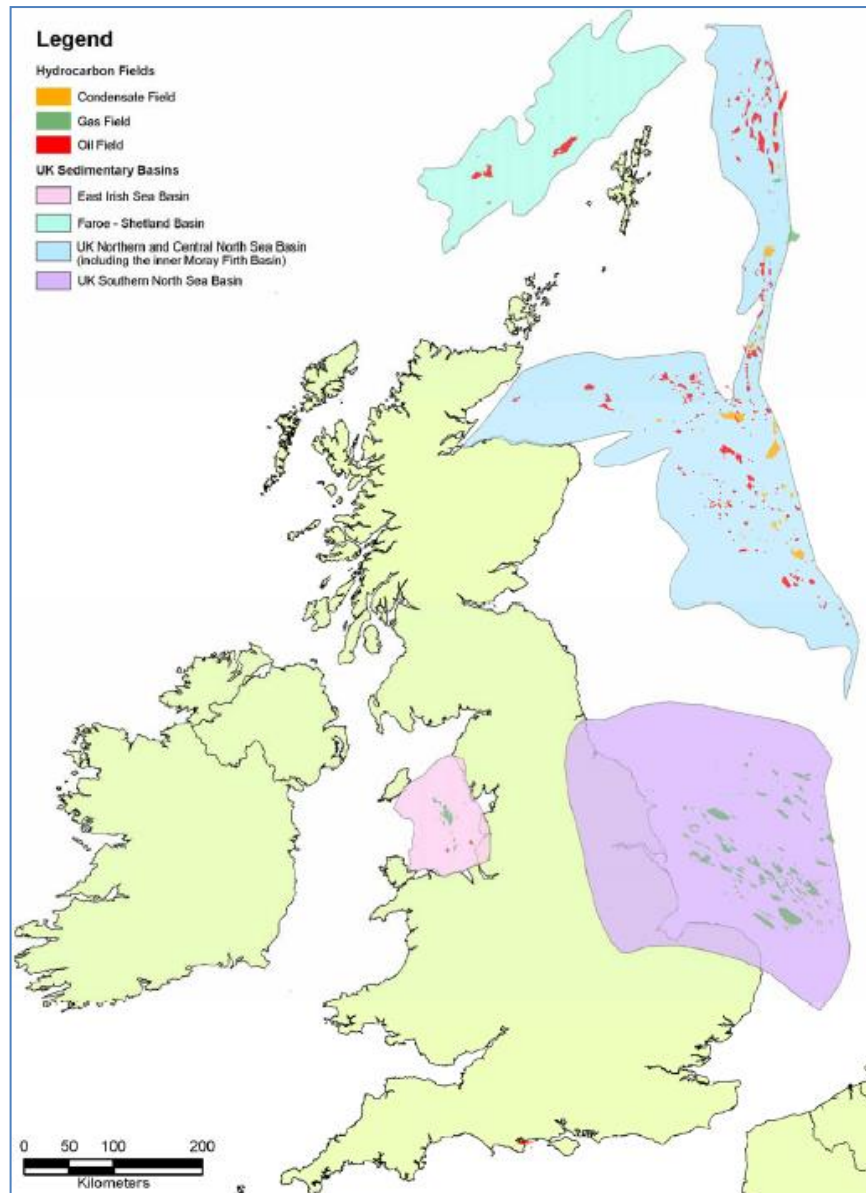 Legend
Hydrocarbon Fields
Condensate Field
Gas Field
Oil Field
UK Sedimentary Basins
East Irish Sea Basin
Faroe - Shetland Basin
UK Northern and Central North Sea Basin
(including the inner Moray Firth Basin)
UK Southern North Sea Basin
0 50 100 200
Kilometers